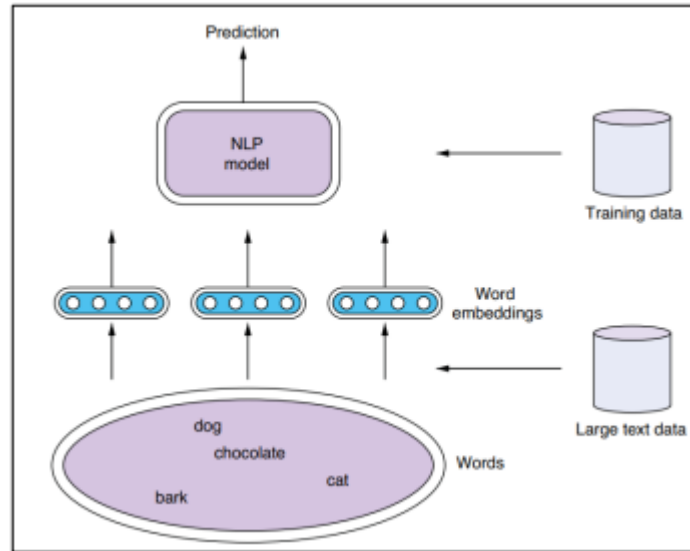 Prediction
NLP
model
Training data
Word
embeddings
Large text data
dog
chocolate
cat
bark
Words